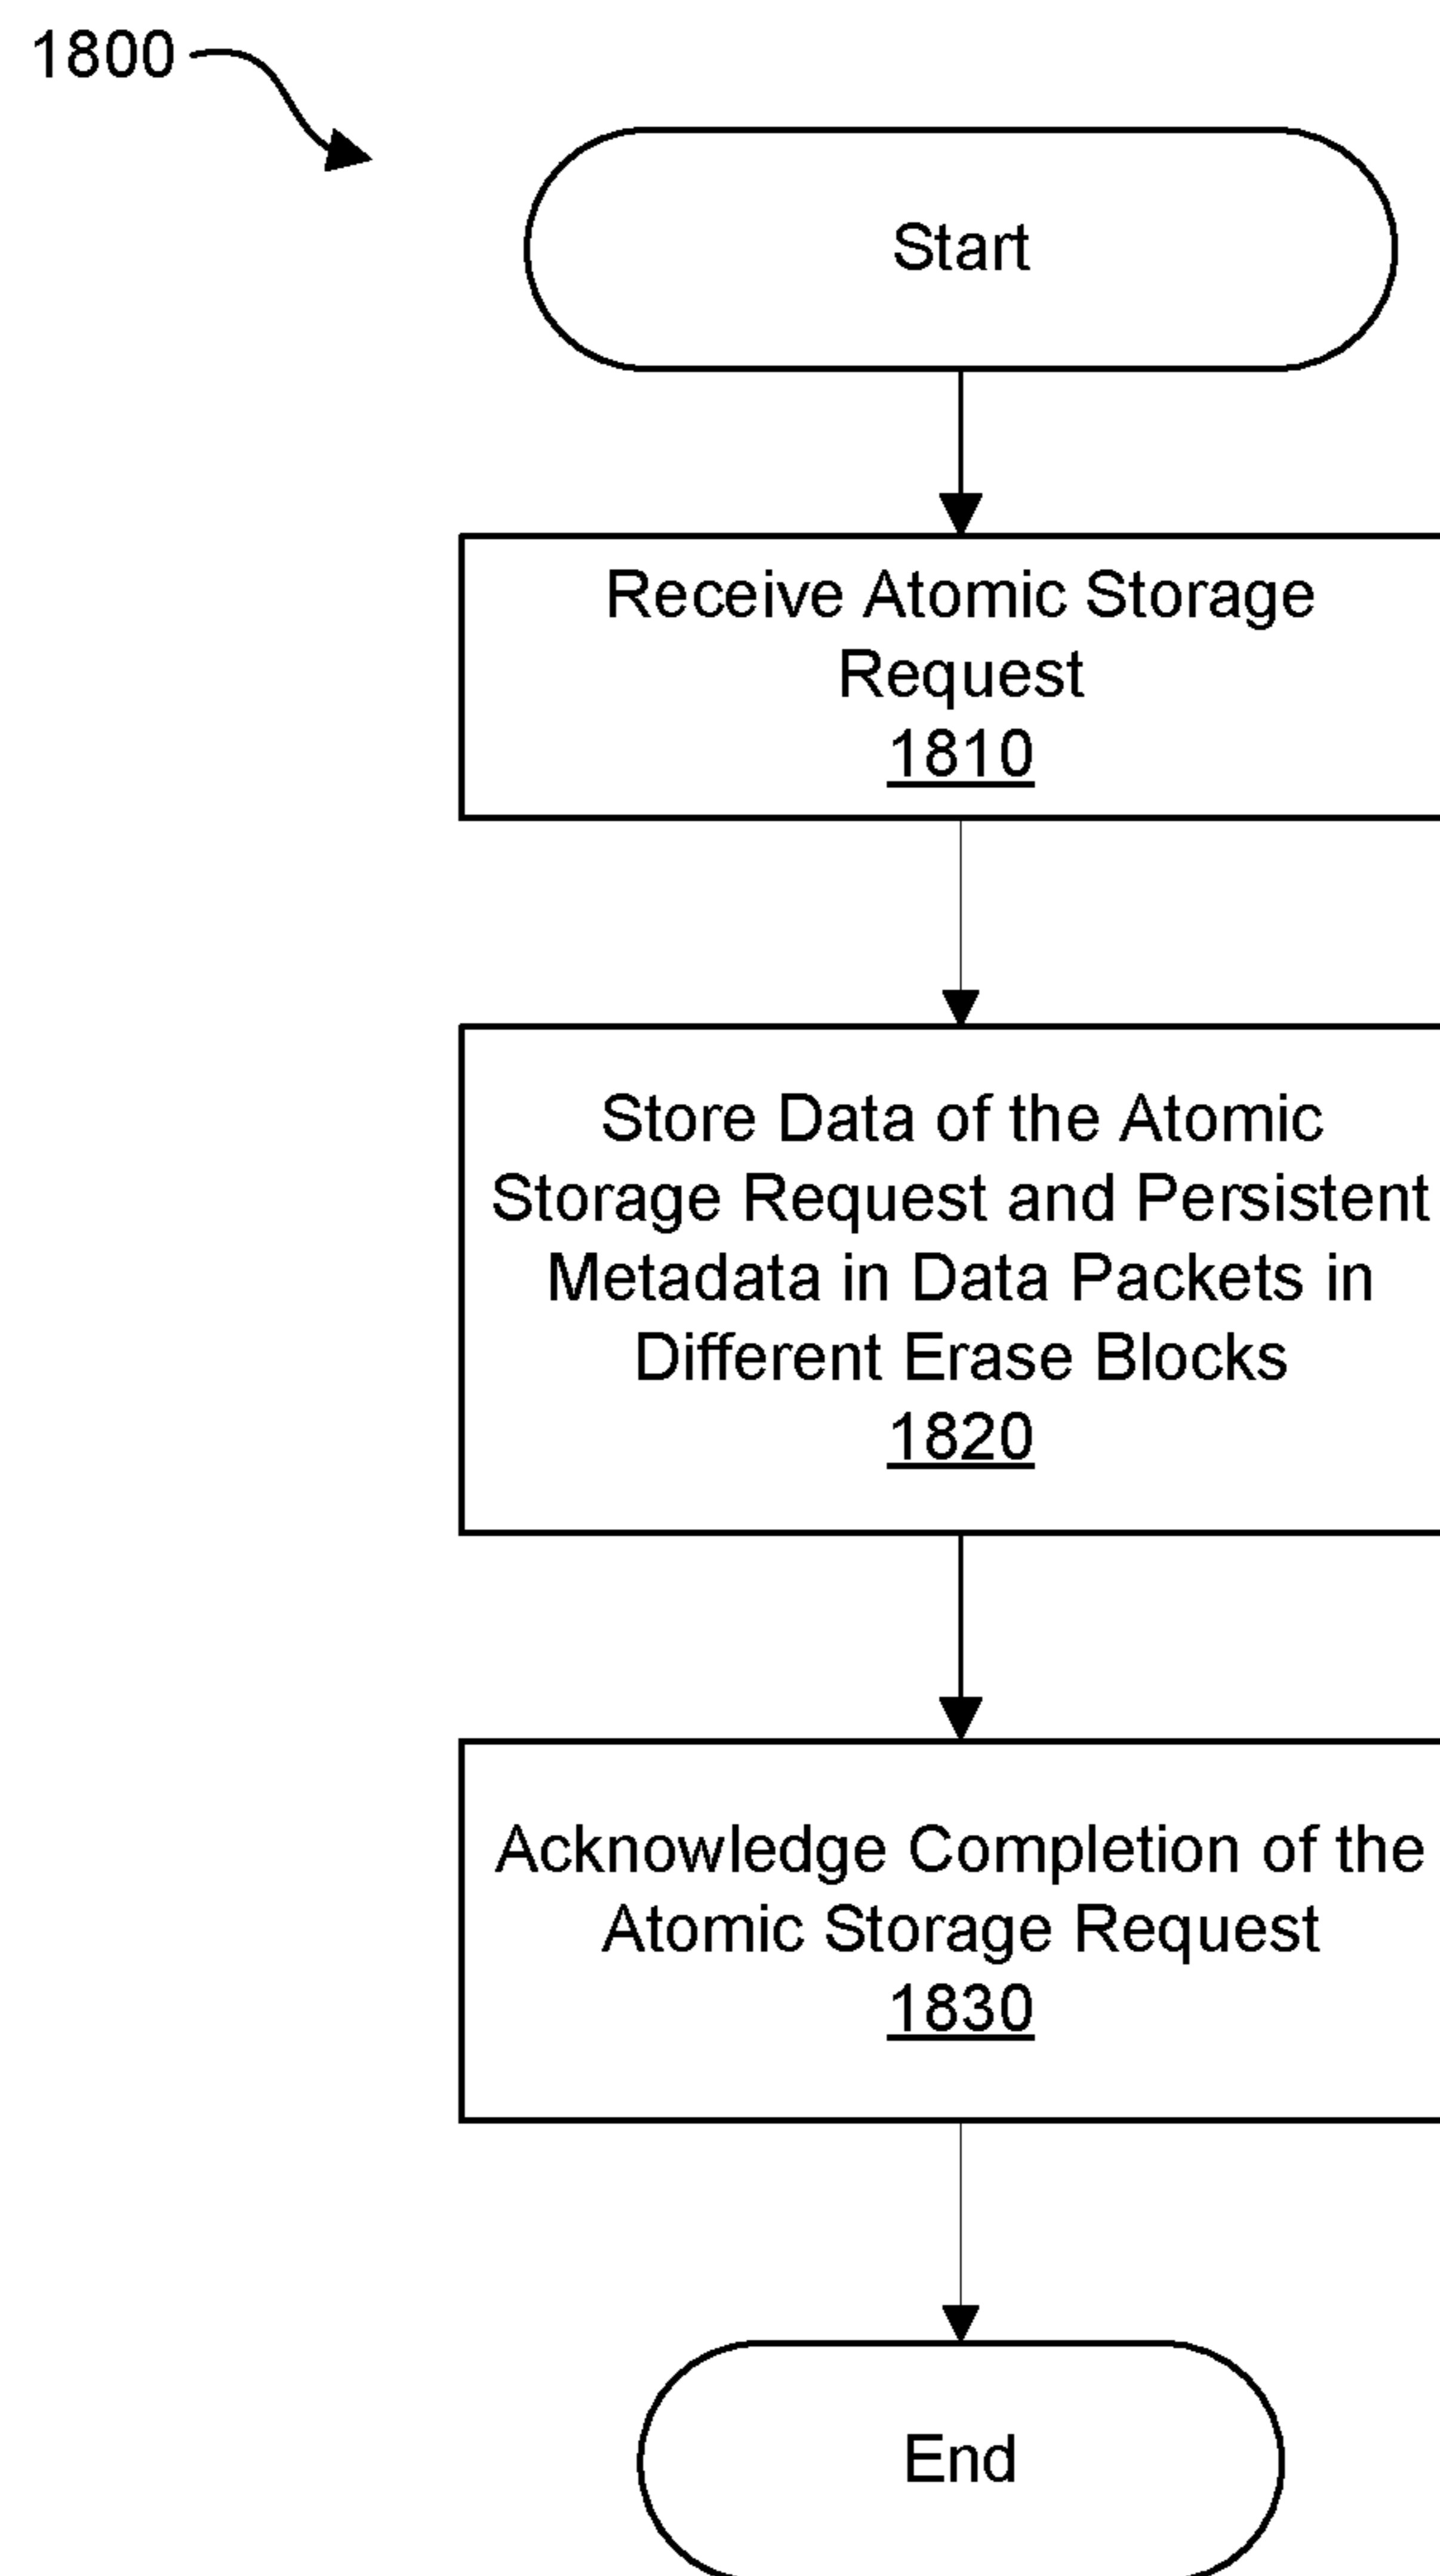 1800
Start
Receive Atomic Storage
Request
1810
Store Data of the Atomic
Storage Request and Persistent
Metadata in Data Packets in
Different Erase Blocks
1820
Acknowledge Completion of the
Atomic Storage Request
1830
End